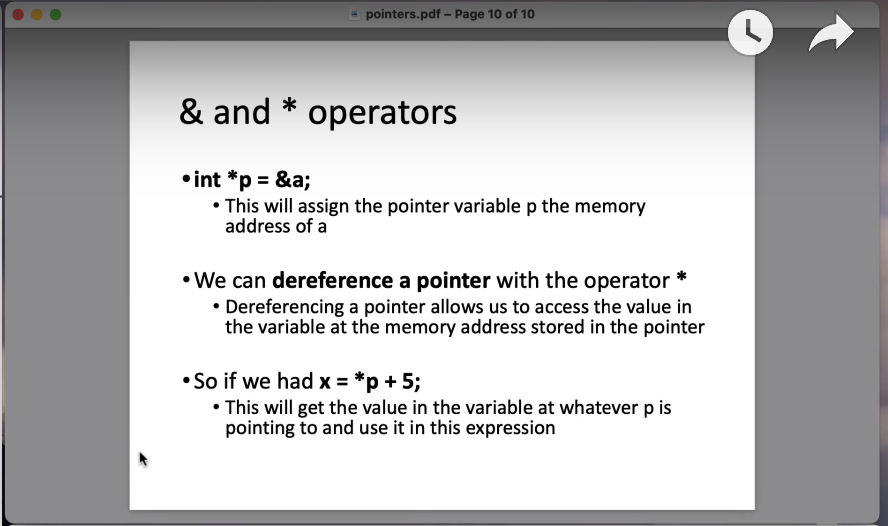 pointers.pdf – Page 10 of 10
& and * operators
•int *p = &a;
• This will assign the pointer variable p the memory
address of a
•We can dereference a pointer with the operator *
• Dereferencing a pointer allows us to access the value in
the variable at the memory address stored in the pointer
•So if we had x = *p + 5;
• This will get the value in the variable at whatever p is
pointing to and use it in this expression